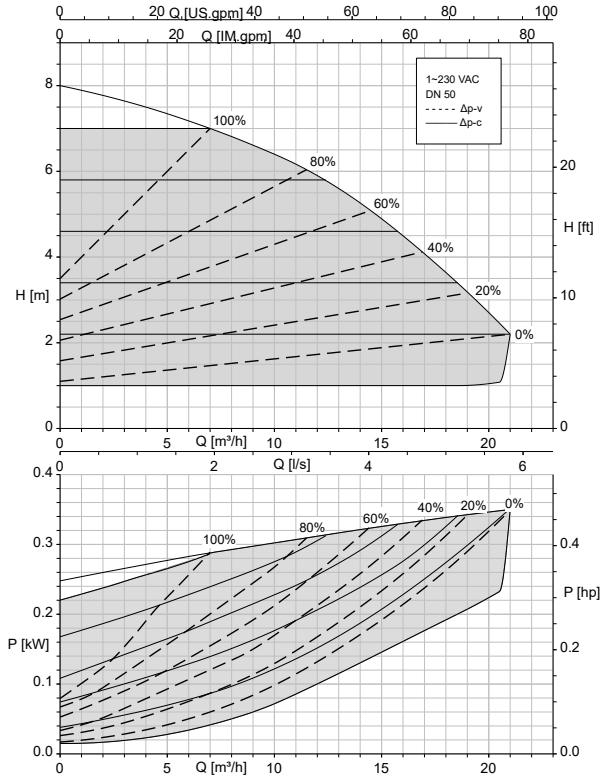 0 20 40 60 80 100
Q [US.gpm]
0 20 40 60 80
Q [IM.gpm]
1~230 VAC
DN 50
Δp-v
Δp-c
8
6
4
2
0
H [m]
20
10
0
H [ft]
100%
80%
60%
40%
20%
0%
0 5 10 15 20
Q [m³/h]
0 2 4 6
Q [l/s]
0.4
0.3
0.2
0.1
0.0
P [kW]
0.4
0.2
0.0
P [hp]
100%
80%
60%
40%
20%
0%
0 5 10 15 20
Q [m³/h]